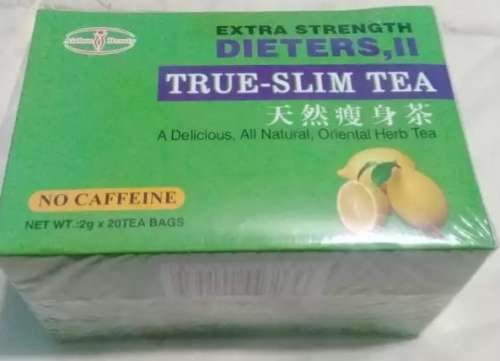 EXTRA STRENGTH
DIETERS,II
TRUE-SLIM TEA
天然瘦身茶
A Delicious, All Natural, Oriental Herb Tea
NO CAFFEINE
NET WT.:2g x 20TEA BAGS